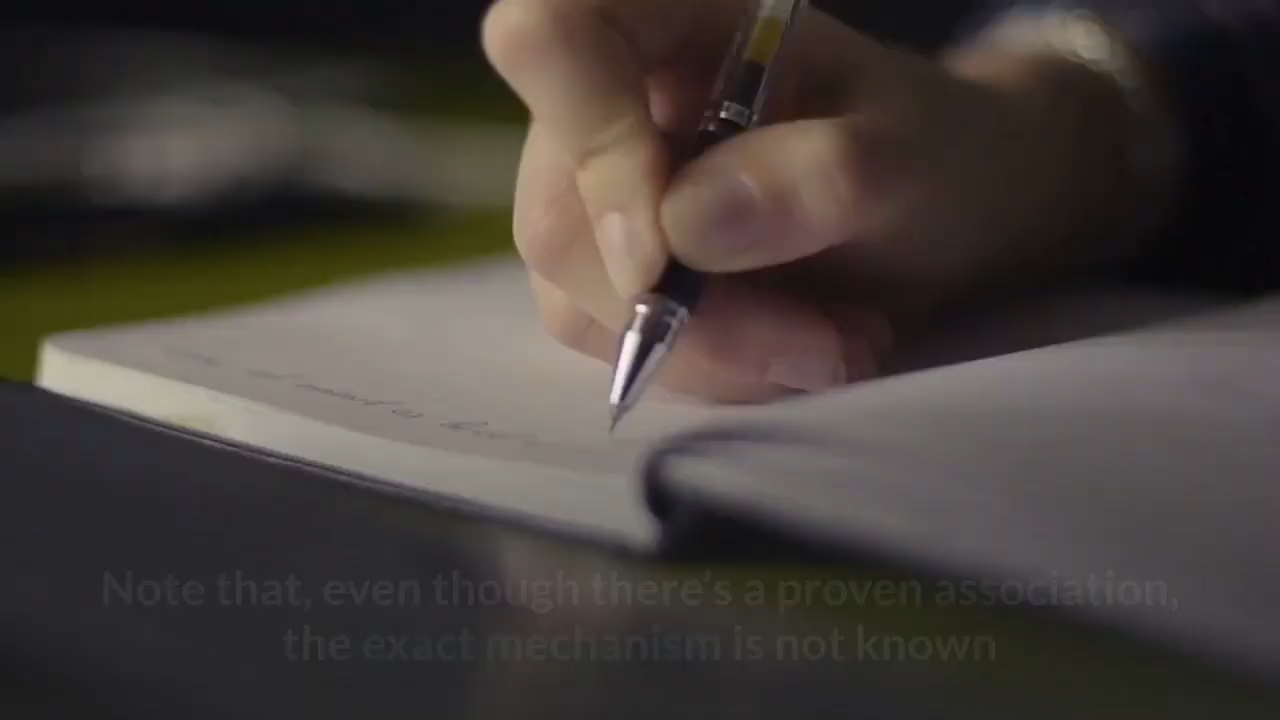 Note that, even though there's a proven association,
the exact mechanism is not known